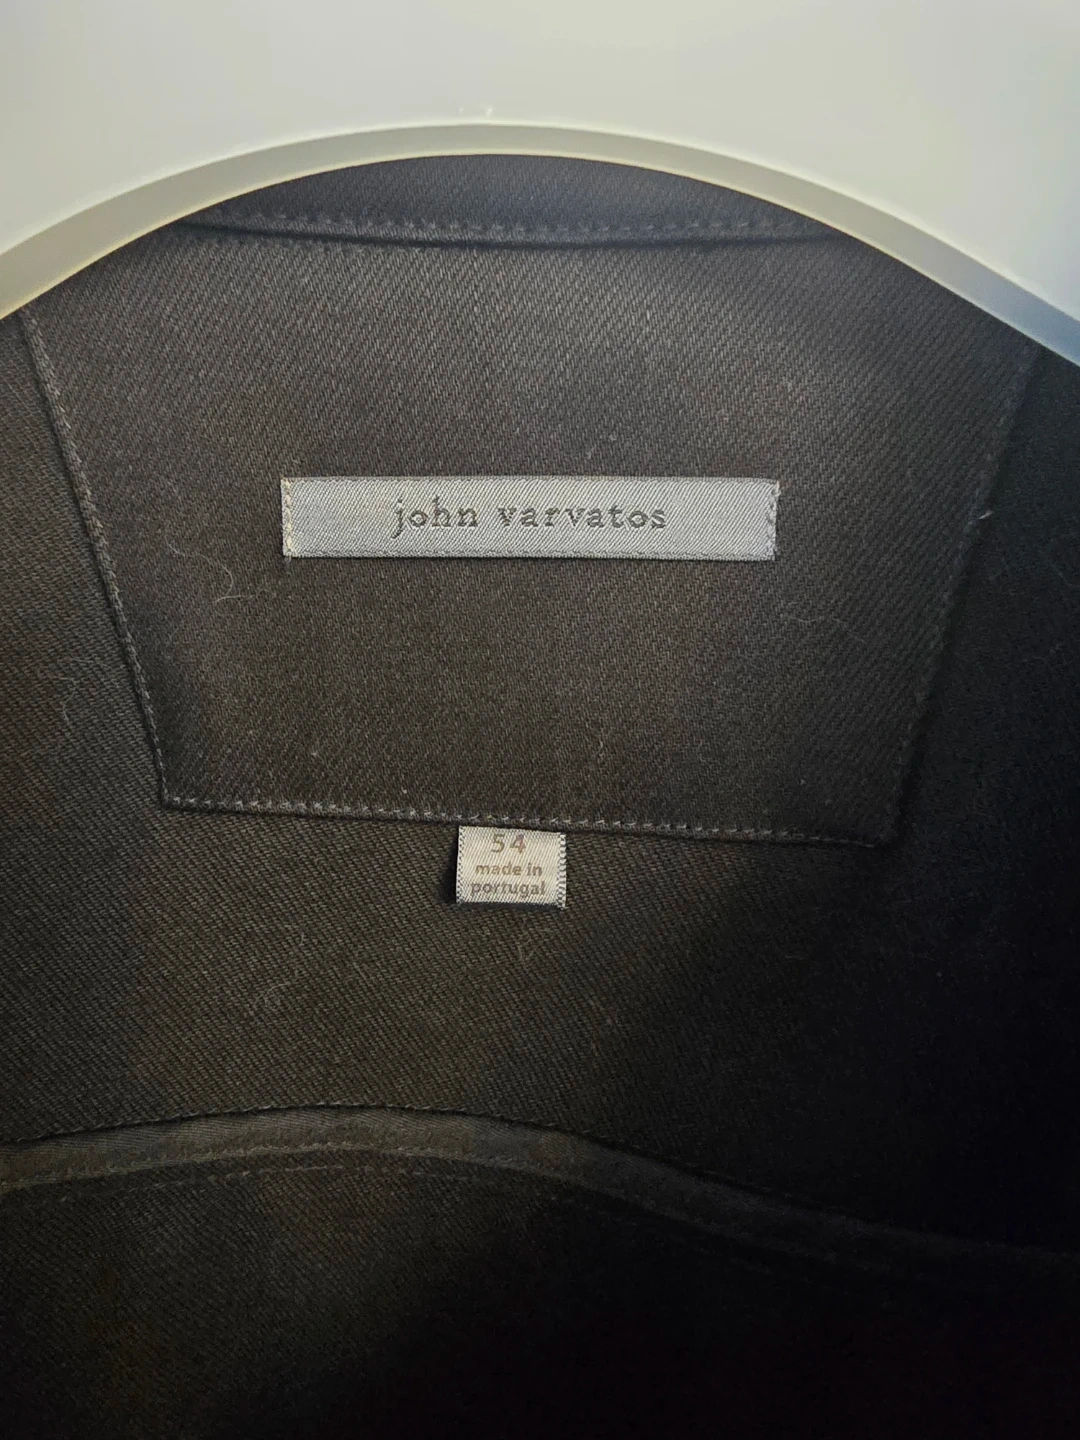 john varvatos
54
made in
portugal